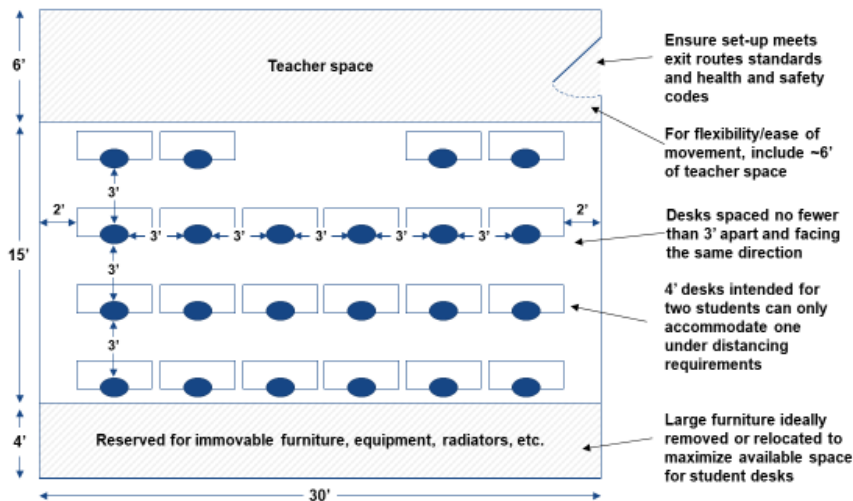 6’
Teacher space
Ensure set-up meets
exit routes standards
and health and safety
codes
For flexibility/ease of
movement, include ~6’
of teacher space
3’
2’
2’
3’ 3’ 3’ 3’ 3’
Desks spaced no fewer
than 3’ apart and facing
the same direction
15’
3’
4’ desks intended for
two students can only
accommodate one
under distancing
requirements
3’
4’
Reserved for immovable furniture, equipment, radiators, etc.
Large furniture ideally
removed or relocated to
maximize available space
for student desks
30’